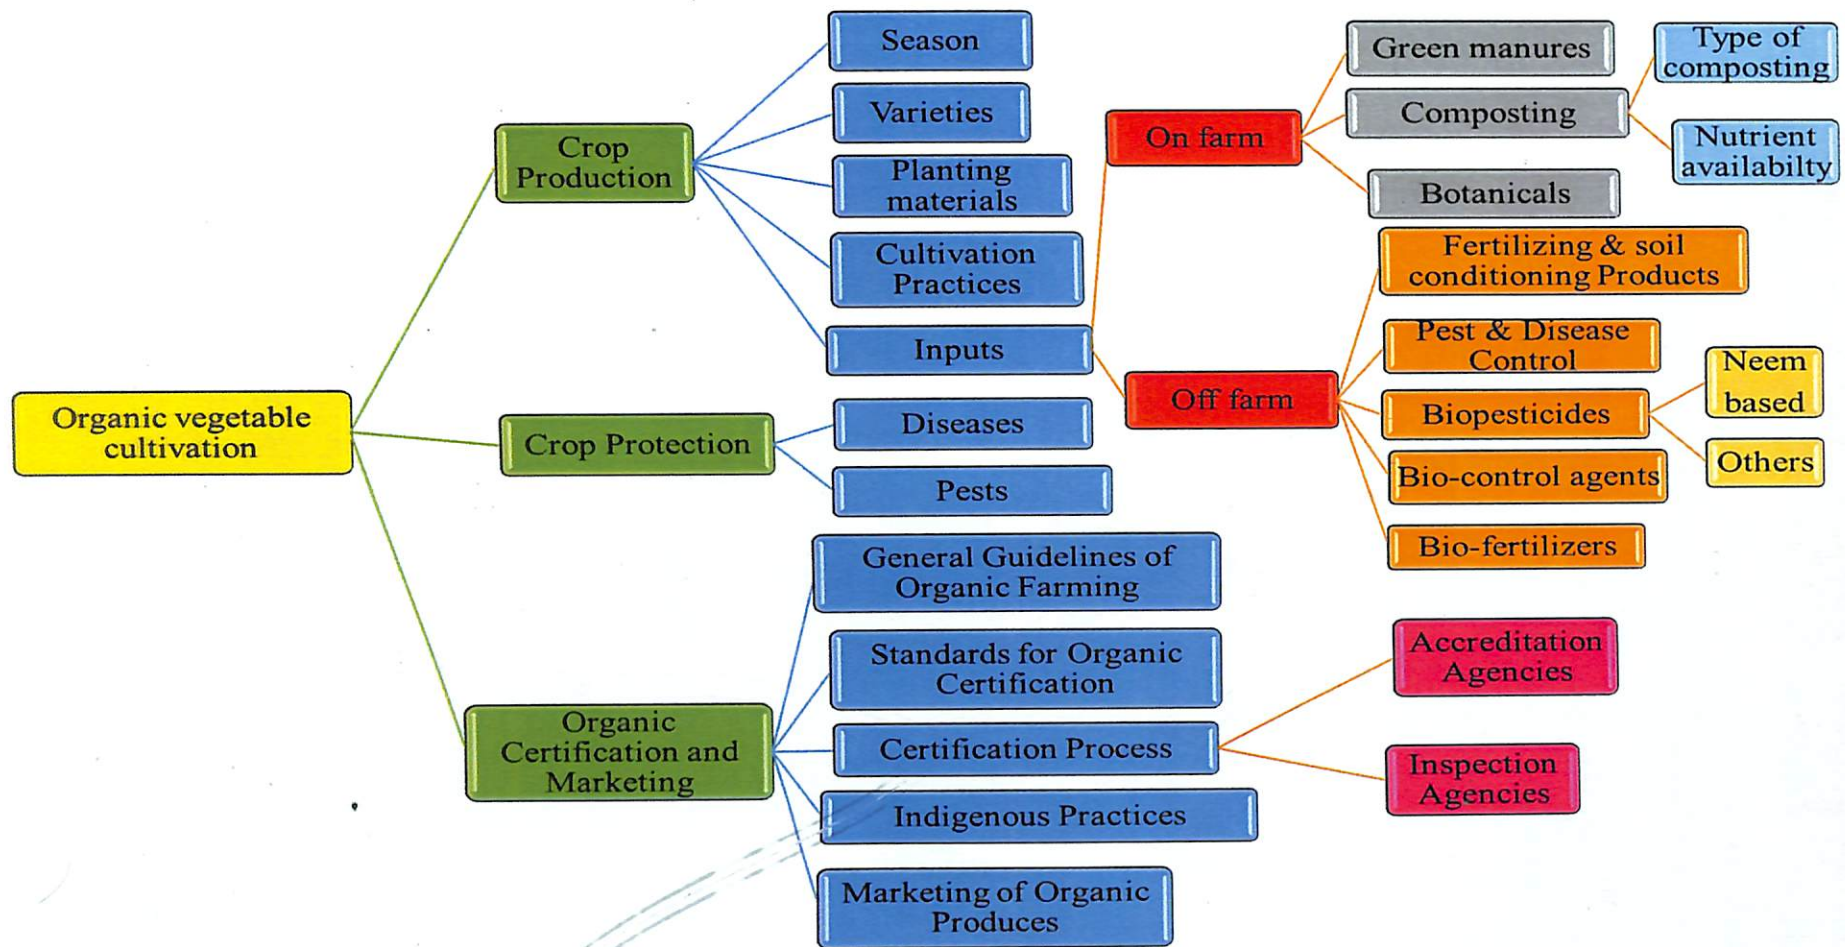 Organic vegetable
cultivation
Crop
Production
Season
Varieties
Planting
materials
Cultivation
Practices
Inputs
On farm
Green manures
Composting
Type of
composting
Nutrient
availabilty
Botanicals
Off farm
Fertilizing & soil
conditioning Products
Pest & Disease
Control
Biopesticides
Neem
based
Others
Bio-control agents
Bio-fertilizers
Crop Protection
Diseases
Pests
Organic
Certification and
Marketing
General Guidelines of
Organic Farming
Standards for Organic
Certification
Certification Process
Accreditation
Agencies
Inspection
Agencies
Indigenous Practices
Marketing of Organic
Produces